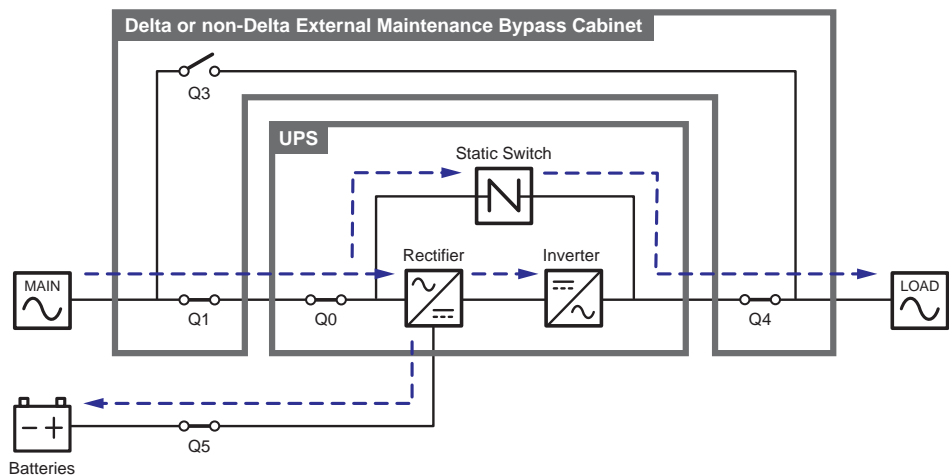 Delta or non-Delta External Maintenance Bypass Cabinet
Q3
UPS
Static Switch
Rectifier
Inverter
MAIN
LOAD
Q1
Q0
Q4
Q5
Batteries